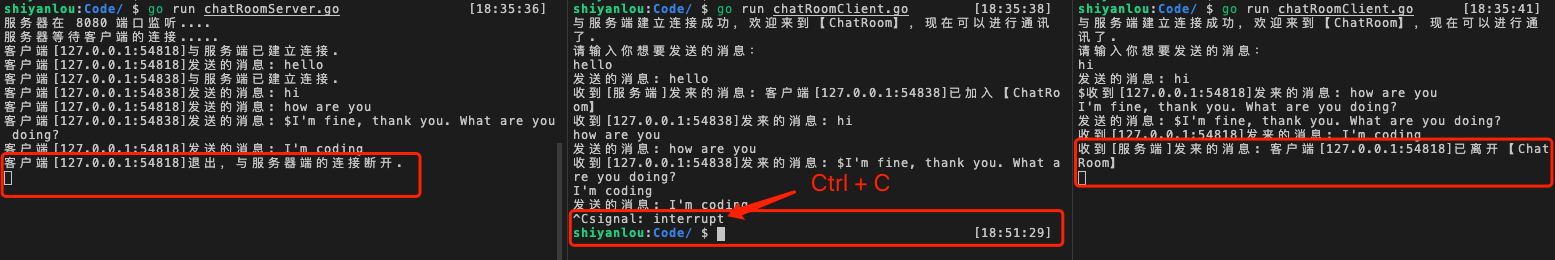 shiyanlou:Code/ $ go run chatRoomServer.go [18:35:36]
服务器在 8080 端口监听....
服务器等待客户端的连接.....
客户端[127.0.0.1:54818]与服务端已建立连接.
客户端[127.0.0.1:54818]发送的消息: hello
客户端[127.0.0.1:54838]与服务端已建立连接.
客户端[127.0.0.1:54838]发送的消息: hi
客户端[127.0.0.1:54818]发送的消息: how are you
客户端[127.0.0.1:54838]发送的消息: $I'm fine, thank you. What are you
doing?
客户端[127.0.0.1:54818]发送的消息: I'm coding
客户端[127.0.0.1:54818]退出, 与服务器端的连接断开.
shiyanlou:Code/ $ go run chatRoomClient.go [18:35:38]
与服务端建立连接成功, 欢迎来到【ChatRoom】, 现在可以进行通讯
了.
请输入你想要发送的消息:
hello
发送的消息: hello
收到[服务端]发来的消息: 客户端[127.0.0.1:54838]已加入【ChatRo
om】
收到[127.0.0.1:54838]发来的消息: hi
how are you
发送的消息: how are you
收到[127.0.0.1:54838]发来的消息: $I'm fine, thank you. What a
re you doing?
I'm coding
发送的消息: I'm coding
^Csignal: interrupt
shiyanlou:Code/ $ [18:51:29]
Ctrl + C
shiyanlou:Code/ $ go run chatRoomClient.go [18:35:41]
与服务端建立连接成功, 欢迎来到【ChatRoom】, 现在可以进行通
讯了.
请输入你想要发送的消息:
hi
发送的消息: hi
$收到[127.0.0.1:54818]发来的消息: how are you
I'm fine, thank you. What are you doing?
发送的消息: $I'm fine, thank you. What are you doing?
收到[127.0.0.1:54818]发来的消息: I'm coding
收到[服务端]发来的消息: 客户端[127.0.0.1:54818]已离开【Chat
Room】